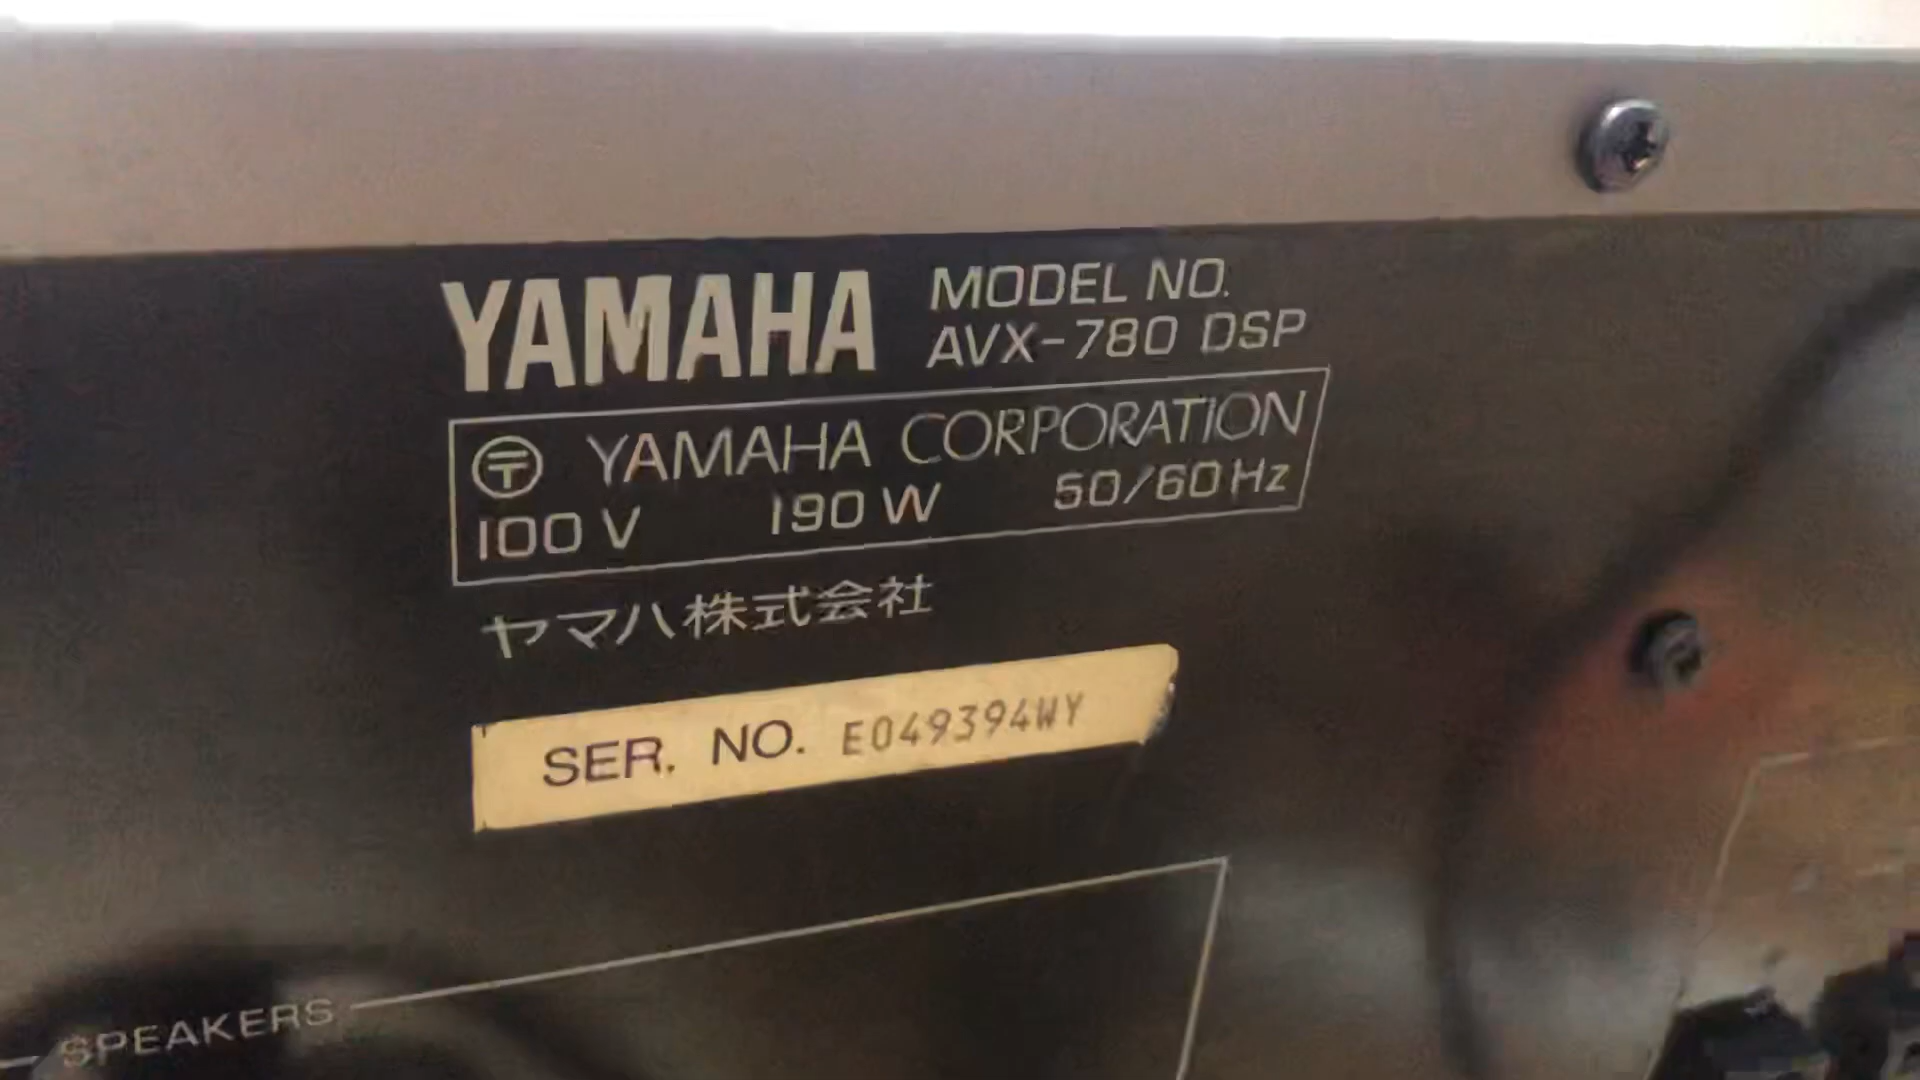 YAMAHA
MODEL NO.
AVX-780 DSP
〒 YAMAHA CORPORATION
100 V 190 W 50/60 Hz
ヤマハ株式会社
SER. NO. E049394WY
SPEAKERS